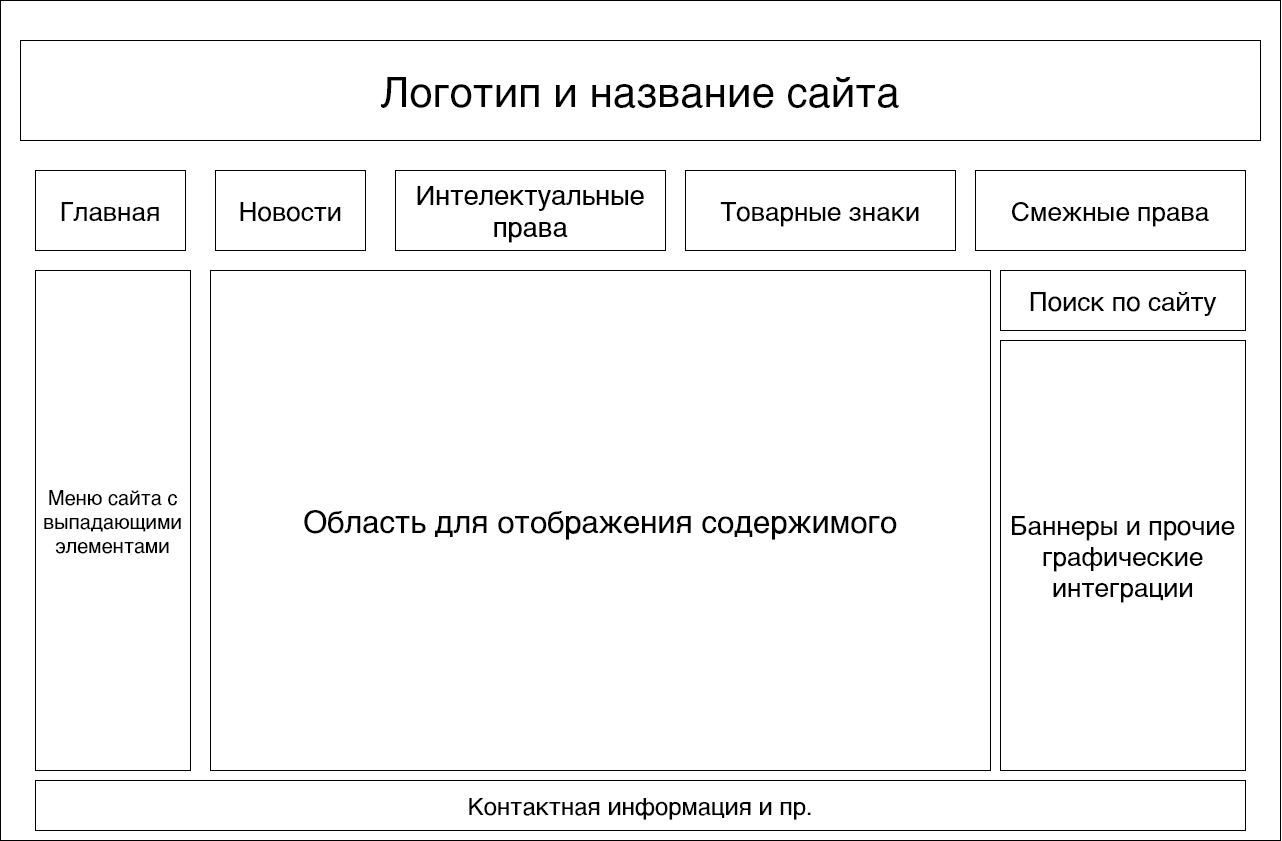 Логотип и название сайта
Главная
Новости
Интелектуальные
права
Товарные знаки
Смежные права
Меню сайта с
выпадающими
элементами
Область для отображения содержимого
Поиск по сайту
Баннеры и прочие
графические
интеграции
Контактная информация и пр.